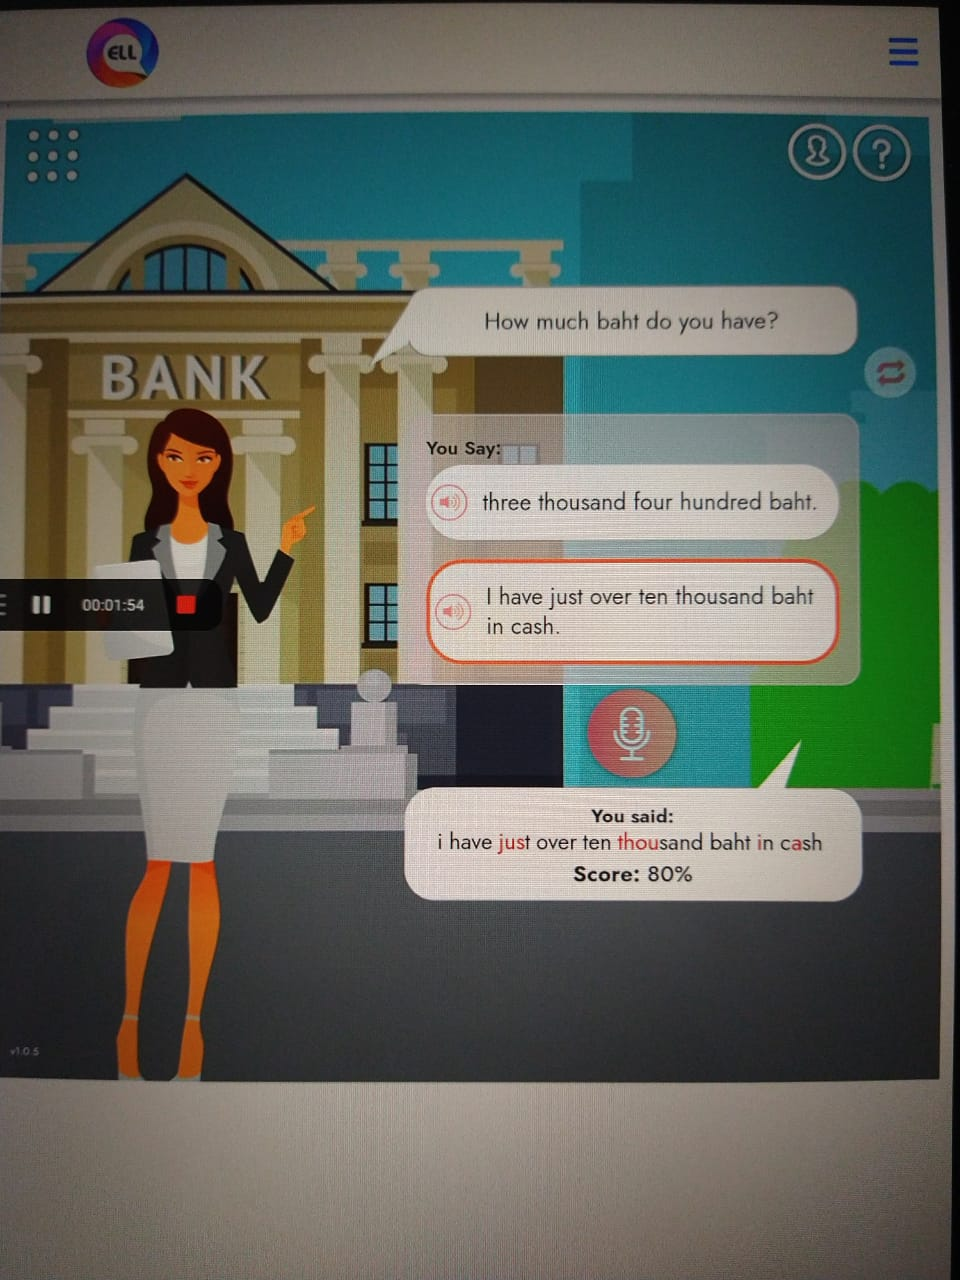 ELL
?
How much baht do you have?
BANK
You Say:
three thousand four hundred baht.
I have just over ten thousand baht
in cash.
00:01:54
You said:
i have just over ten thousand baht in cash
Score: 80%
v1.0.5